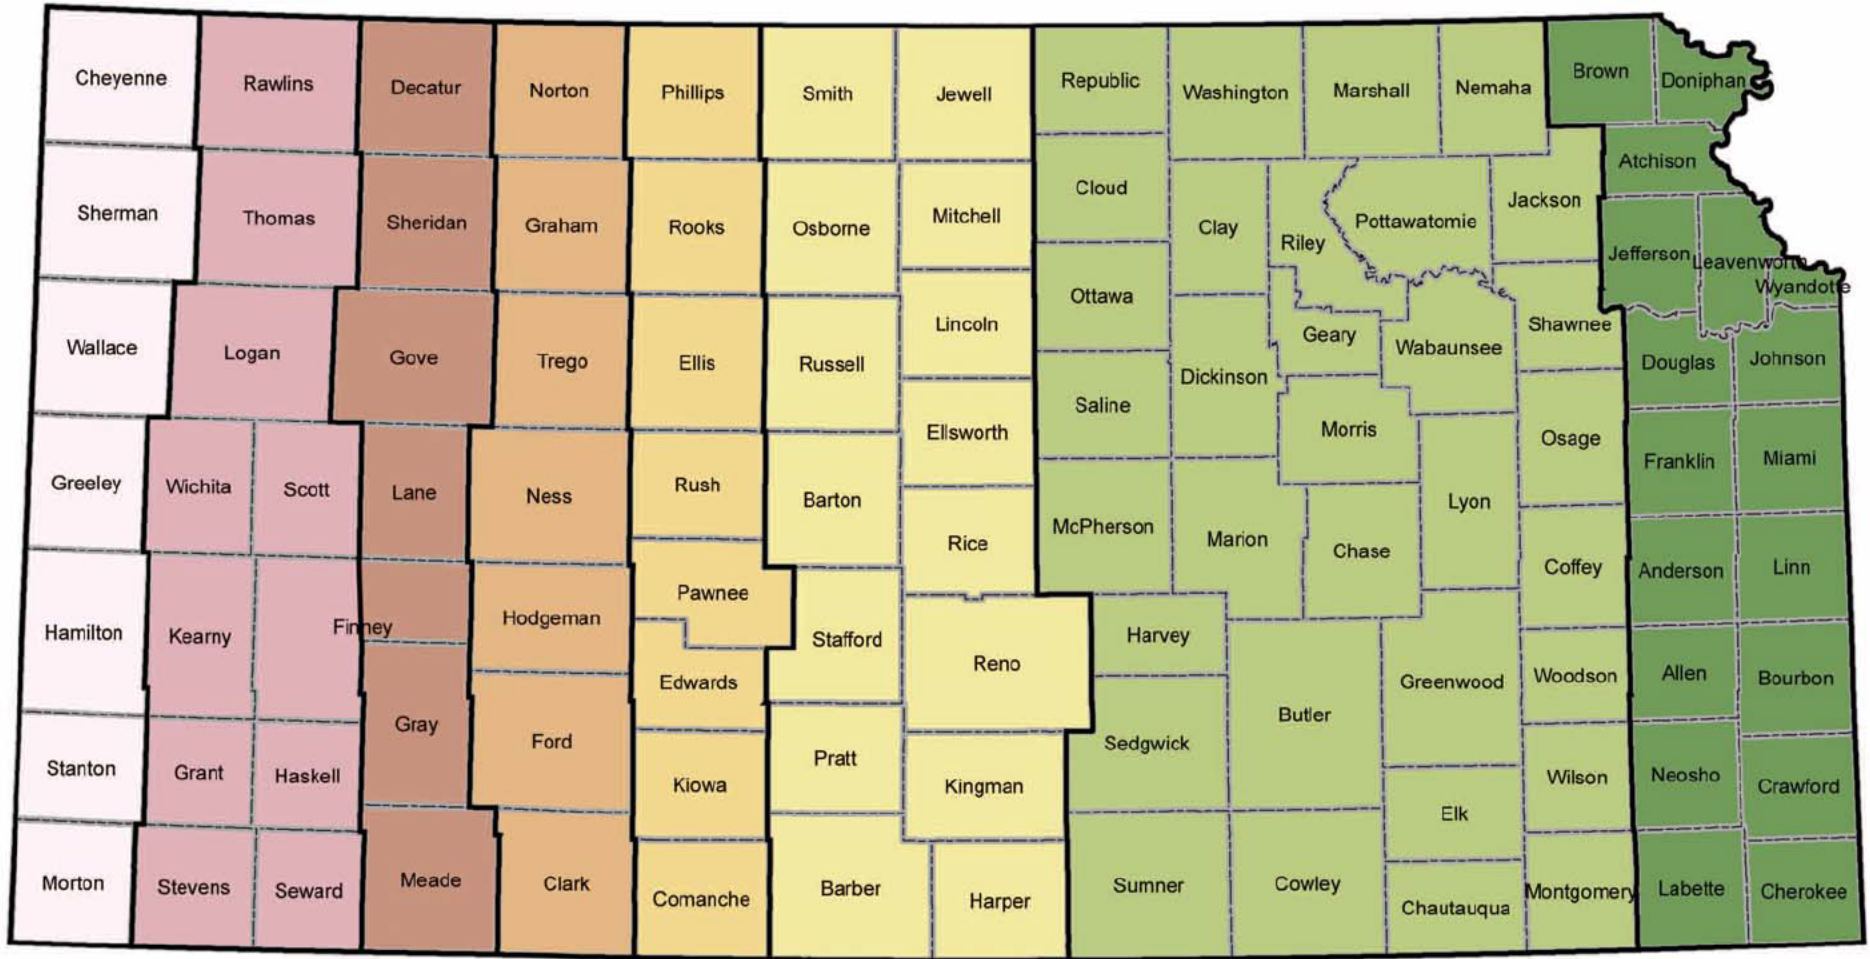 Cheyenne
Rawlins
Decatur
Norton
Phillips
Smith
Jewell
Republic
Washington
Marshall
Nemaha
Brown
Doniphan
Atchison
Sherman
Thomas
Sheridan
Graham
Rooks
Osborne
Mitchell
Cloud
Clay
Riley
Pottawatomie
Jackson
Jefferson
Leavenworth
Wyandotte
Wallace
Logan
Gove
Trego
Ellis
Russell
Lincoln
Ottawa
Dickinson
Geary
Wabaunsee
Shawnee
Douglas
Johnson
Ellsworth
Saline
Morris
Osage
Franklin
Miami
Greeley
Wichita
Scott
Lane
Ness
Rush
Barton
Rice
McPherson
Marion
Chase
Lyon
Coffey
Anderson
Linn
Hamilton
Kearny
Finney
Hodgeman
Pawnee
Edwards
Stafford
Reno
Harvey
Butler
Greenwood
Woodson
Allen
Bourbon
Stanton
Grant
Haskell
Gray
Ford
Kiowa
Pratt
Kingman
Sedgwick
Elk
Wilson
Neosho
Crawford
Morton
Stevens
Seward
Meade
Clark
Comanche
Barber
Harper
Sumner
Cowley
Chautauqua
Montgomery
Labette
Cherokee